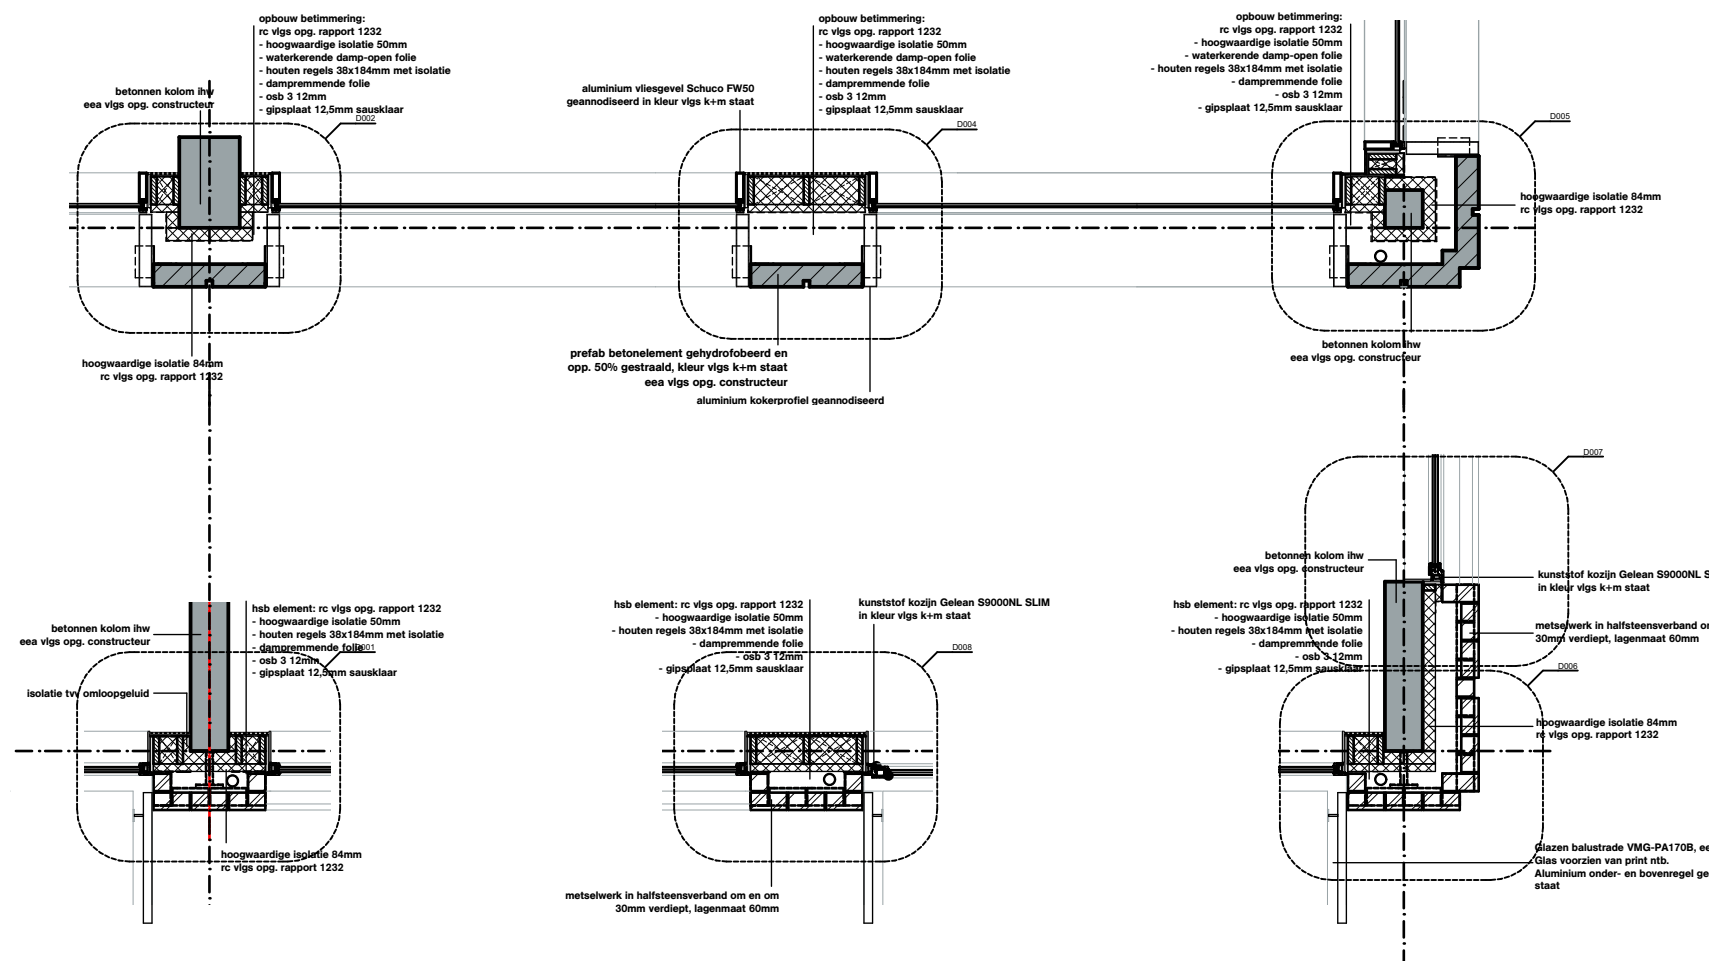 opbouw betimmering:
rc vlgs opg. rapport 1232
- hoogwaardige isolatie 50mm
- waterkerende damp-open folie
- houten regels 38x184mm met isolatie
- dampremmende folie
- osb 3 12mm
- gipsplaat 12,5mm sausklaar
betonnen kolom ihw
eea vlgs opg. constructeur
D002
hoogwaardige isolatie 84mm
rc vlgs opg. rapport 1232
aluminium vliesgevel Schuco FW50
geannodiseerd in kleur vlgs k+m staat
opbouw betimmering:
rc vlgs opg. rapport 1232
- hoogwaardige isolatie 50mm
- waterkerende damp-open folie
- houten regels 38x184mm met isolatie
- dampremmende folie
- osb 3 12mm
- gipsplaat 12,5mm sausklaar
D004
prefab betonelement gehydrofobeerd en
opp. 50% gestraald, kleur vlgs k+m staat
eea vlgs opg. constructeur
aluminium kokerprofiel geannodiseerd
opbouw betimmering:
rc vlgs opg. rapport 1232
- hoogwaardige isolatie 50mm
- waterkerende damp-open folie
- houten regels 38x184mm met isolatie
- dampremmende folie
- osb 3 12mm
- gipsplaat 12,5mm sausklaar
D005
hoogwaardige isolatie 84mm
rc vlgs opg. rapport 1232
betonnen kolom ihw
eea vlgs opg. constructeur
hsb element: rc vlgs opg. rapport 1232
- hoogwaardige isolatie 50mm
- houten regels 38x184mm met isolatie
- dampremmende folie
- osb 3 12mm
- gipsplaat 12,5mm sausklaar
D001
betonnen kolom ihw
eea vlgs opg. constructeur
isolatie tvv omloopgeluid
hoogwaardige isolatie 84mm
rc vlgs opg. rapport 1232
hsb element: rc vlgs opg. rapport 1232
- hoogwaardige isolatie 50mm
- houten regels 38x184mm met isolatie
- dampremmende folie
- osb 3 12mm
- gipsplaat 12,5mm sausklaar
kunststof kozijn Gelean S9000NL SLIM
in kleur vlgs k+m staat
D008
metselwerk in halfsteensverband om en om
30mm verdiept, lagenmaat 60mm
D007
betonnen kolom ihw
eea vlgs opg. constructeur
kunststof kozijn Gelean S9000NL S
in kleur vlgs k+m staat
hsb element: rc vlgs opg. rapport 1232
- hoogwaardige isolatie 50mm
- houten regels 38x184mm met isolatie
- dampremmende folie
- osb 3 12mm
- gipsplaat 12,5mm sausklaar
metselwerk in halfsteensverband om
30mm verdiept, lagenmaat 60mm
D006
hoogwaardige isolatie 84mm
rc vlgs opg. rapport 1232
Glazen balustrade VMG-PA170B, ee
Glas voorzien van print ntb.
Aluminium onder- en bovenregel ge
staat